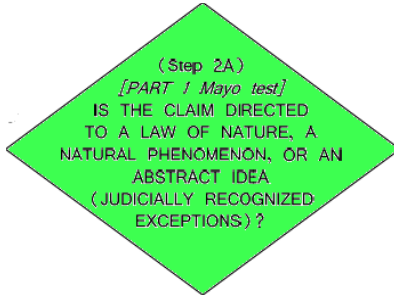 (Step 2A)
[PART 1 Mayo test]
IS THE CLAIM DIRECTED
TO A LAW OF NATURE, A
NATURAL PHENOMENON, OR AN
ABSTRACT IDEA
(JUDICIALLY RECOGNIZED
EXCEPTIONS)?